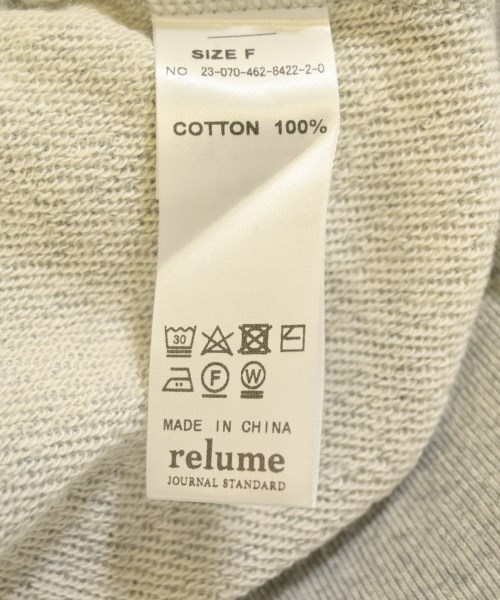 SIZE F
NO 23-070-462-8422-2-0
COTTON 100%
30
F W
MADE IN CHINA
relume
JOURNAL STANDARD